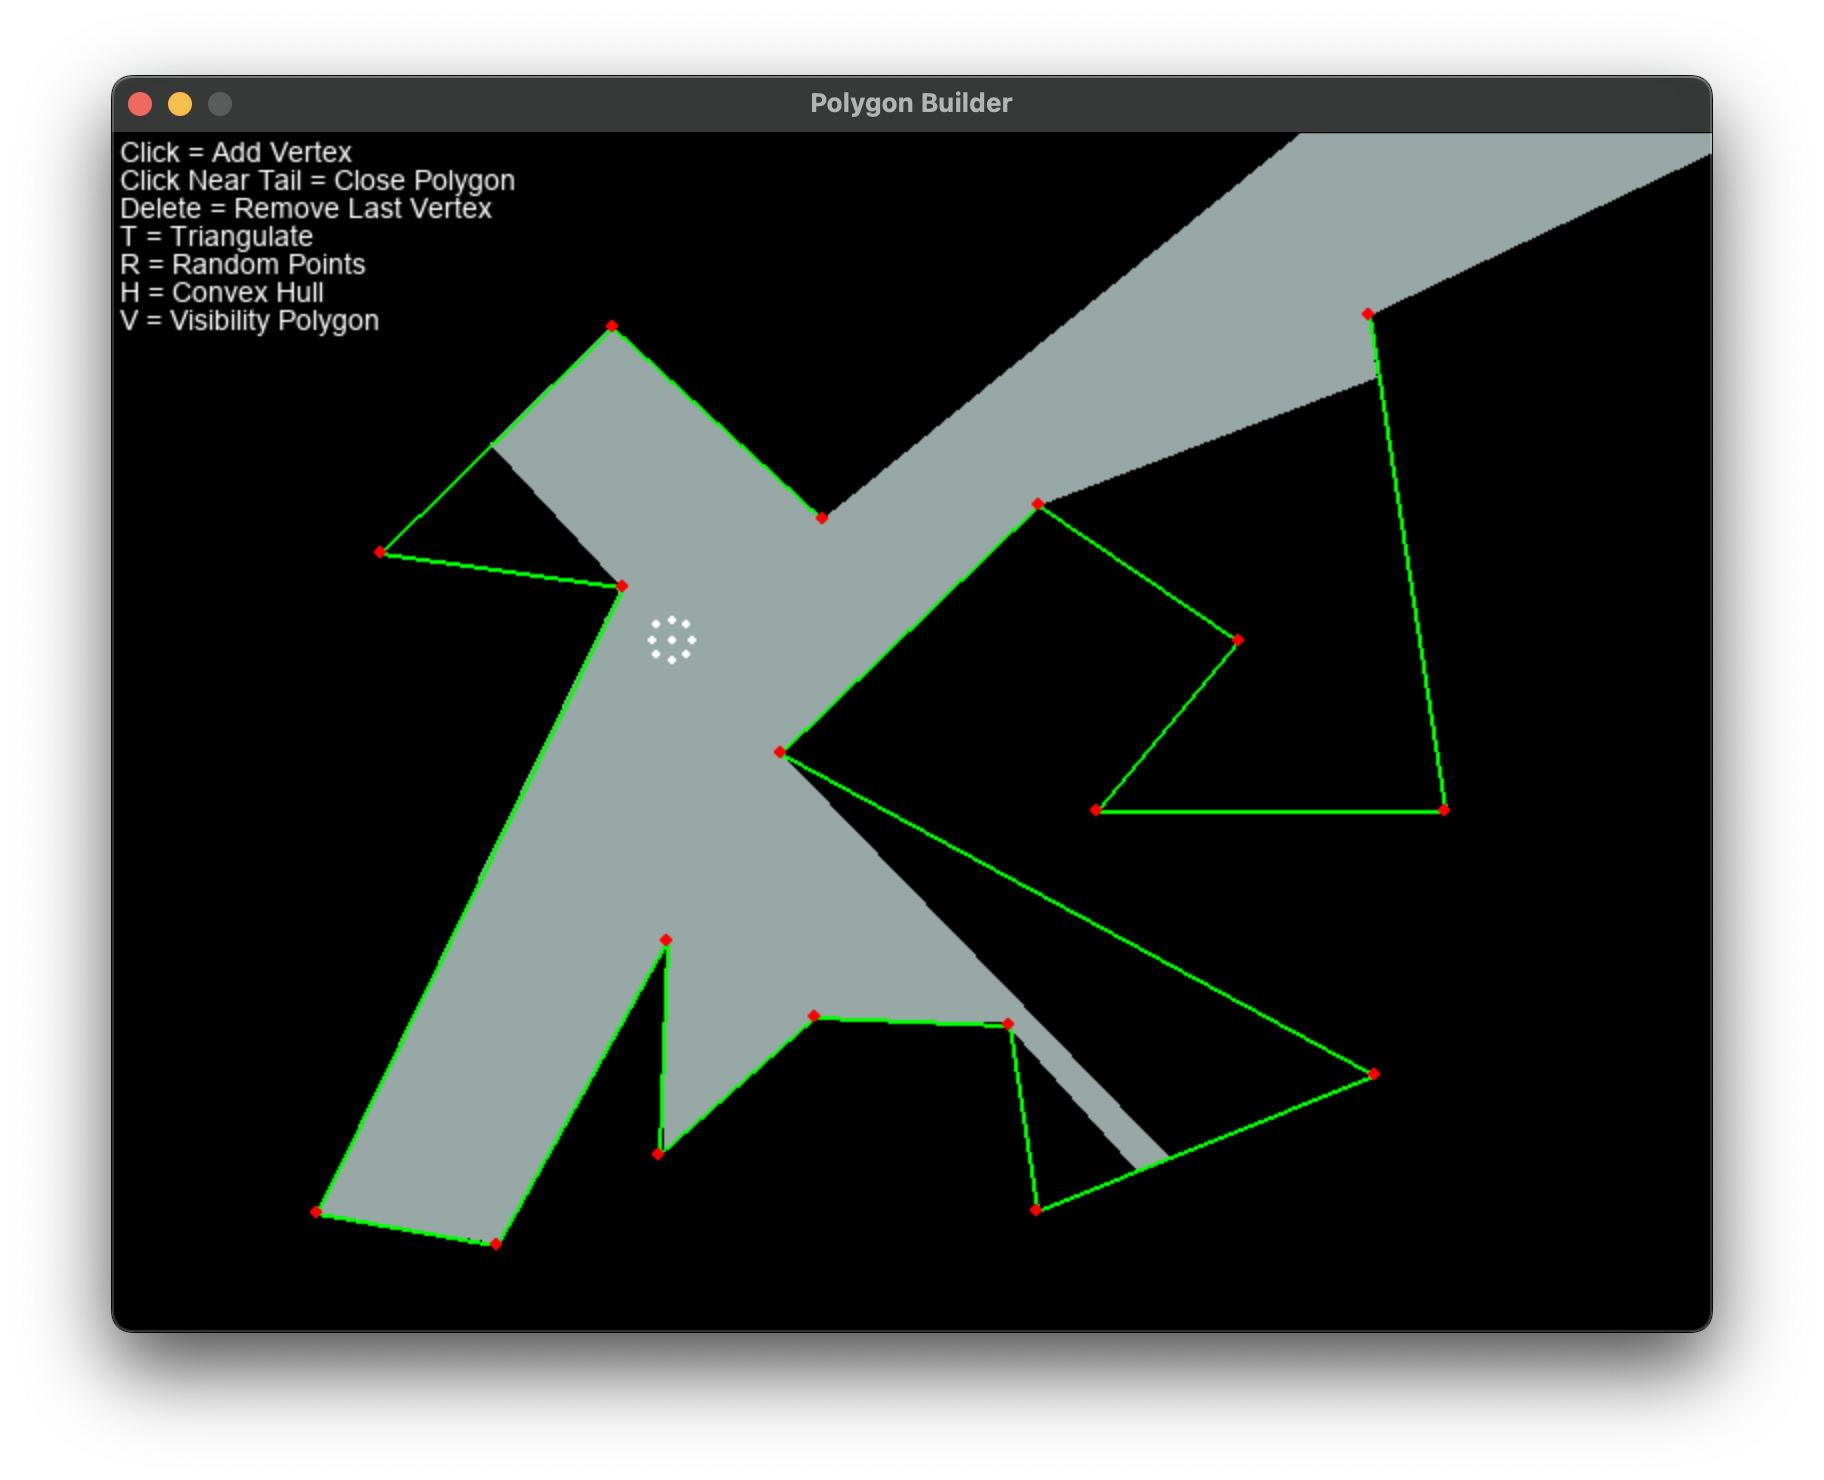 Polygon Builder
Click = Add Vertex
Click Near Tail = Close Polygon
Delete = Remove Last Vertex
T = Triangulate
R = Random Points
H = Convex Hull
V = Visibility Polygon